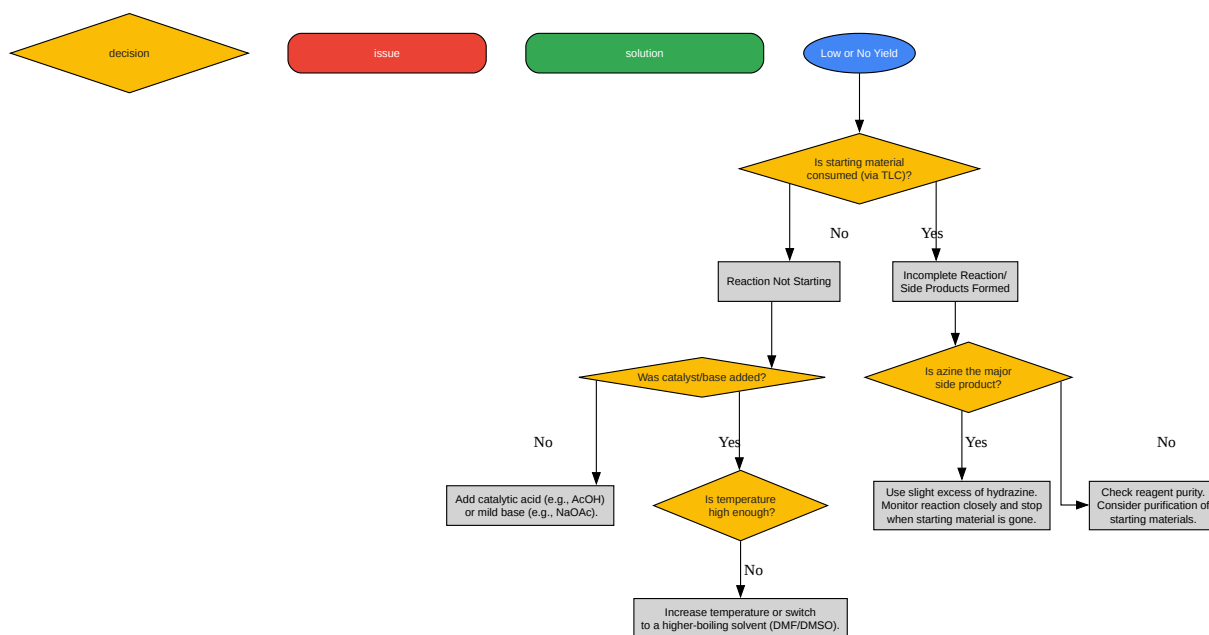 decision
issue
solution
Low or No Yield
Is starting material
consumed (via TLC)?
No
Yes
Reaction Not Starting
Incomplete Reaction/
Side Products Formed
Was catalyst/base added?
Is azine the major
side product?
No
Yes
Yes
No
Add catalytic acid (e.g., AcOH)
or mild base (e.g., NaOAc).
Is temperature
high enough?
Use slight excess of hydrazine.
Monitor reaction closely and stop
when starting material is gone.
Check reagent purity.
Consider purification of
starting materials.
No
Increase temperature or switch
to a higher-boiling solvent (DMF/DMSO).